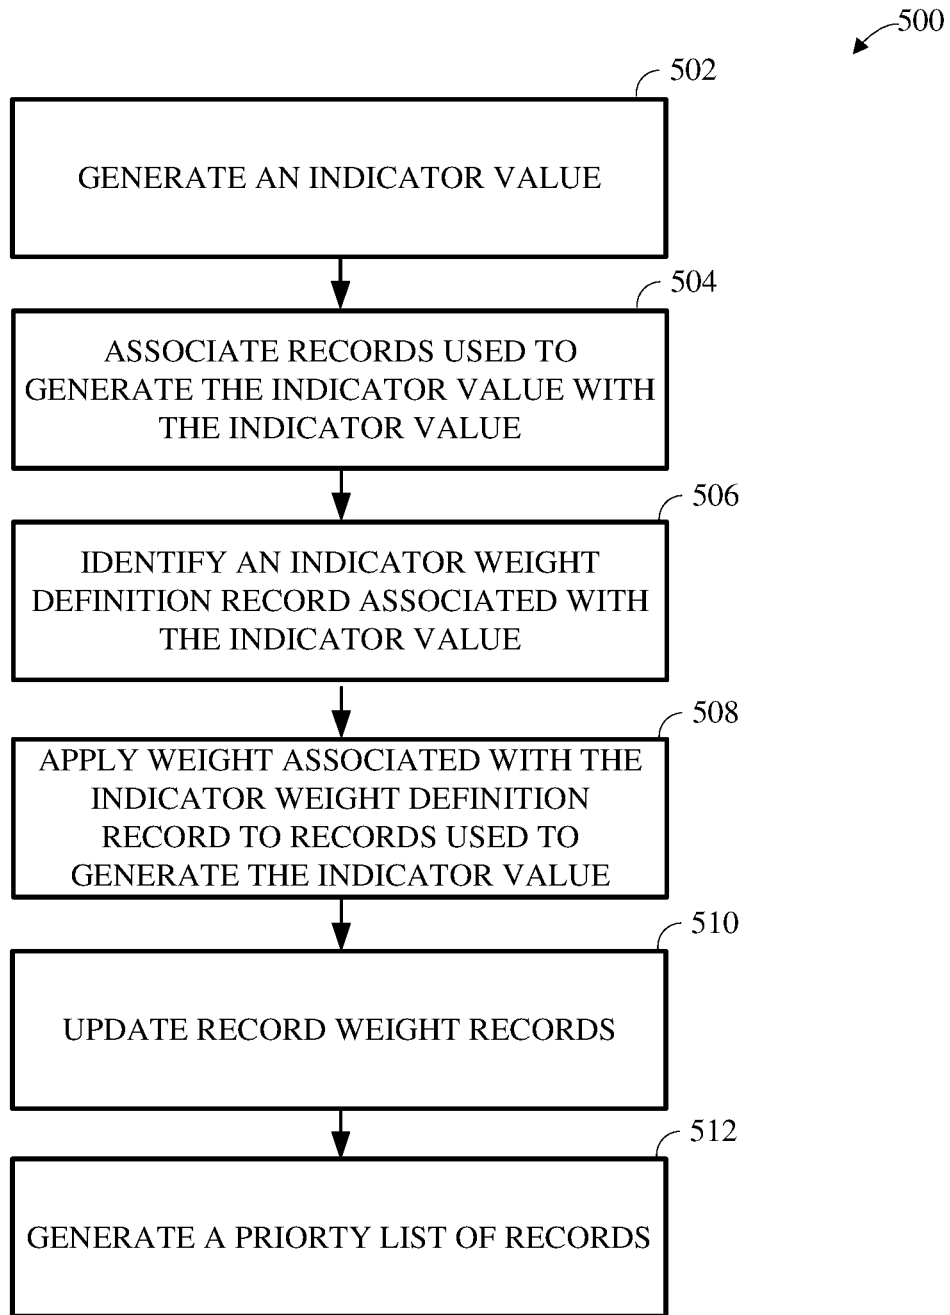 500
502
GENERATE AN INDICATOR VALUE
504
ASSOCIATE RECORDS USED TO
GENERATE THE INDICATOR VALUE WITH
THE INDICATOR VALUE
506
IDENTIFY AN INDICATOR WEIGHT
DEFINITION RECORD ASSOCIATED WITH
THE INDICATOR VALUE
508
APPLY WEIGHT ASSOCIATED WITH THE
INDICATOR WEIGHT DEFINITION
RECORD TO RECORDS USED TO
GENERATE THE INDICATOR VALUE
510
UPDATE RECORD WEIGHT RECORDS
512
GENERATE A PRIORTY LIST OF RECORDS